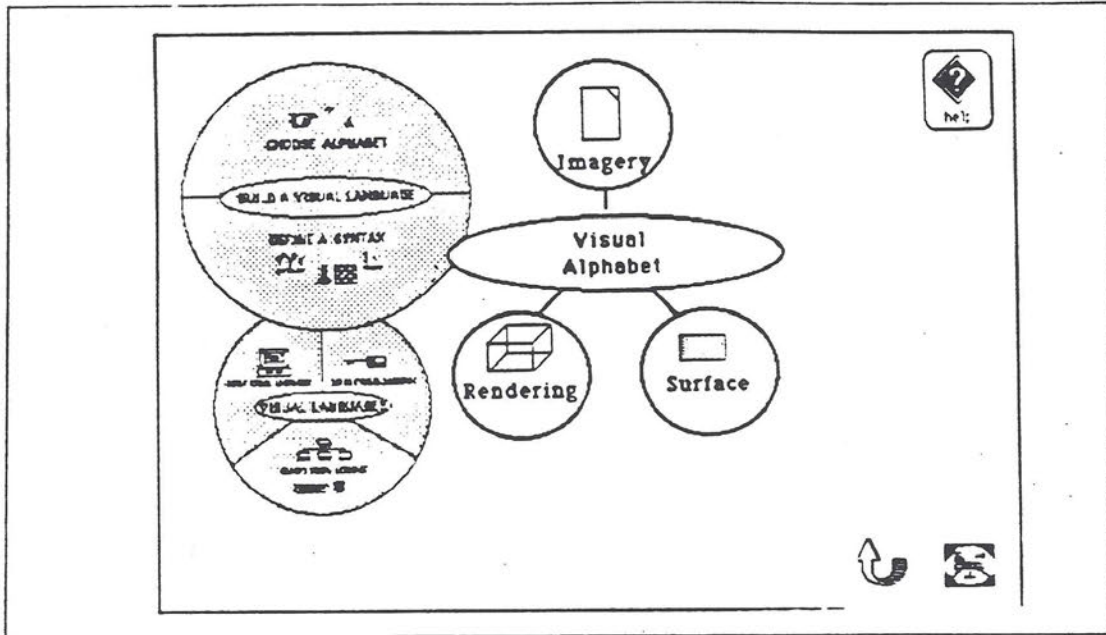 CHOOSE ALPHABET
BUILD A VISUAL LANGUAGE
DEFINE A SYNTAX
VISUAL LANGUAGE
Imagery
Visual
Alphabet
Rendering
Surface
?